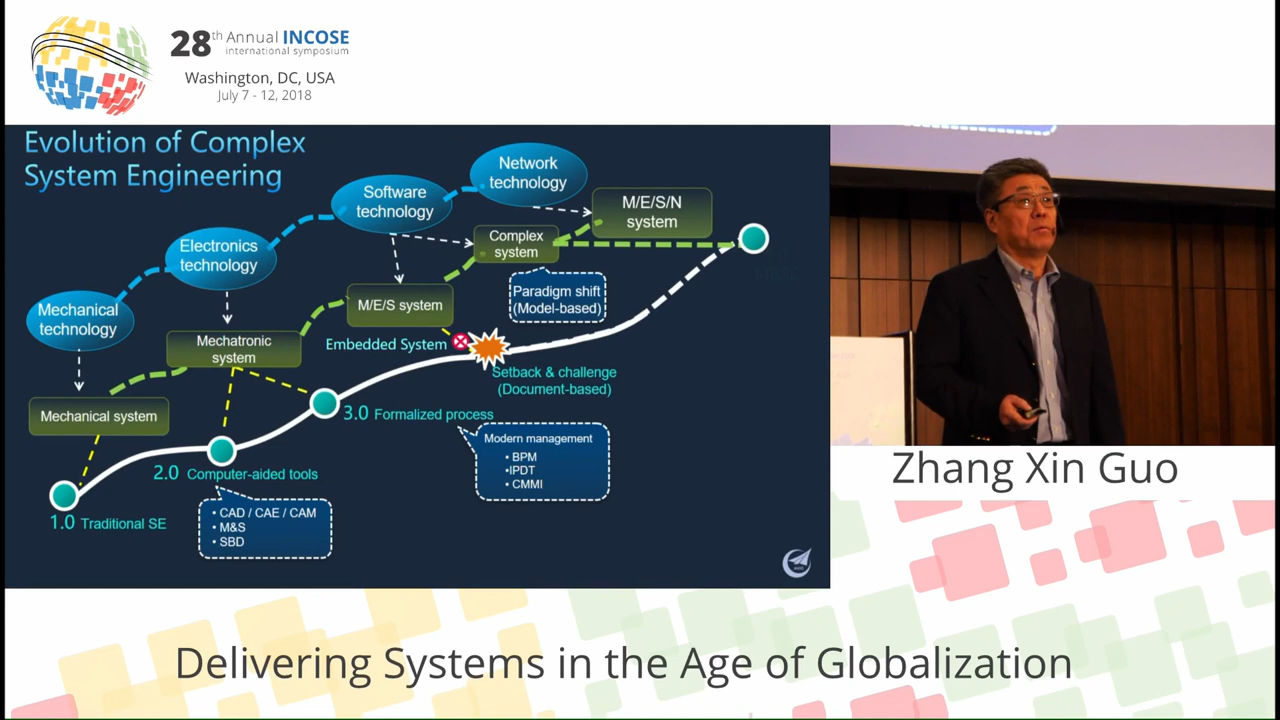 28th Annual INCOSE
international symposium
Washington, DC, USA
July 7 - 12, 2018
Evolution of Complex
System Engineering
Network
technology
Software
technology
M/E/S/N
system
Electronics
technology
Complex
system
Mechanical
technology
M/E/S system
Paradigm shift
(Model-based)
Mechatronic
system
Embedded System
Setback & challenge
(Document-based)
Mechanical system
3.0 Formalized process
Modern management
• BPM
•IPDT
• CMMI
2.0 Computer-aided tools
• CAD / CAE / CAM
• M&S
• SBD
1.0 Traditional SE
Zhang Xin Guo
Delivering Systems in the Age of Globalization